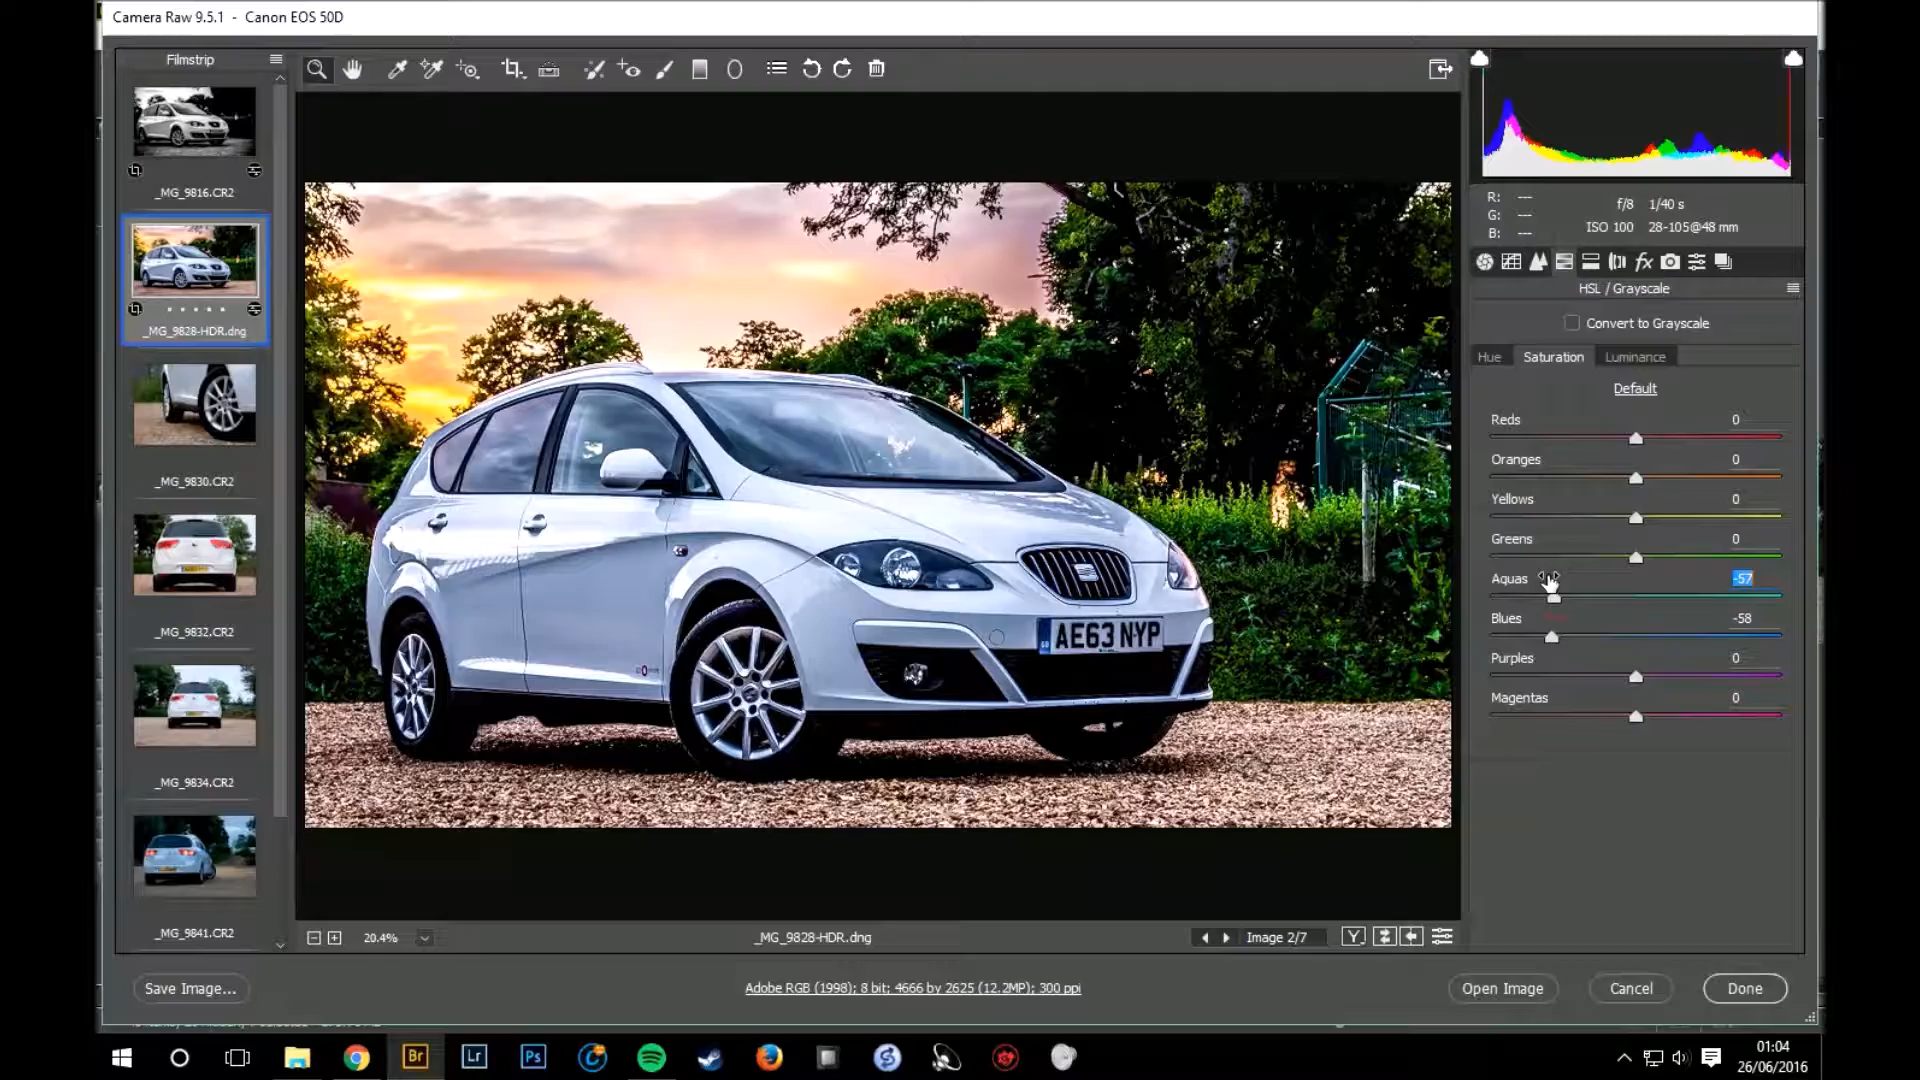 Camera Raw 9.5.1 - Canon EOS 50D
Filmstrip
_MG_9816.CR2
_MG_9828-HDR.dng
_MG_9830.CR2
_MG_9832.CR2
_MG_9834.CR2
_MG_9841.CR2
AE63 NYP
R: ---
G: ---
B: ---
f/8 1/40 s
ISO 100 28-105@48 mm
fx
HSL / Grayscale
Convert to Grayscale
Hue Saturation Luminance
Default
Reds 0
Oranges 0
Yellows 0
Greens 0
Aquas -57
Blues -58
Purples 0
Magentas 0
20.4%
_MG_9828-HDR.dng
Image 2/7
Y
Save Image...
Adobe RGB (1998); 8 bit; 4666 by 2625 (12.2MP); 300 ppi
Open Image
Cancel
Done
Br
Lr
Ps
01:04
26/06/2016